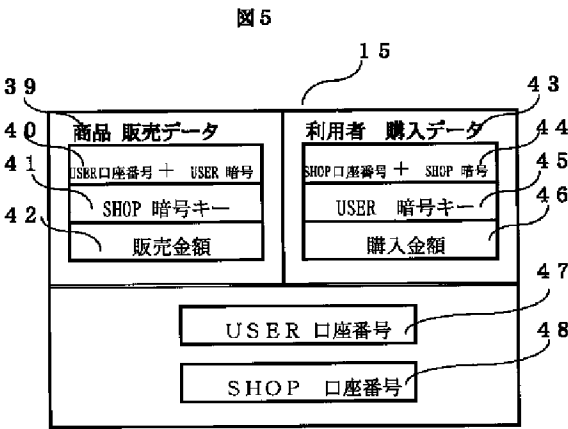 図5
15
39
43
商品 販売データ
利用者 購入データ
40
44
USER口座番号＋ USER 暗号
SHOP口座番号＋ SHOP 暗号
41
45
SHOP 暗号キー
USER 暗号キー
42
46
販売金額
購入金額
47
USER 口座番号
48
SHOP 口座番号